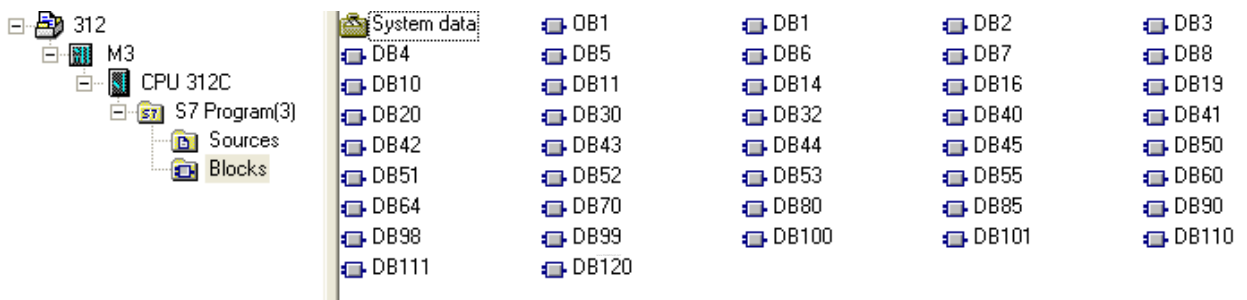 312
M3
CPU 312C
S7 Program(3)
Sources
Blocks
System data OB1 DB1 DB2 DB3
DB4 DB5 DB6 DB7 DB8
DB10 DB11 DB14 DB16 DB19
DB20 DB30 DB32 DB40 DB41
DB42 DB43 DB44 DB45 DB50
DB51 DB52 DB53 DB55 DB60
DB64 DB70 DB80 DB85 DB90
DB98 DB99 DB100 DB101 DB110
DB111 DB120